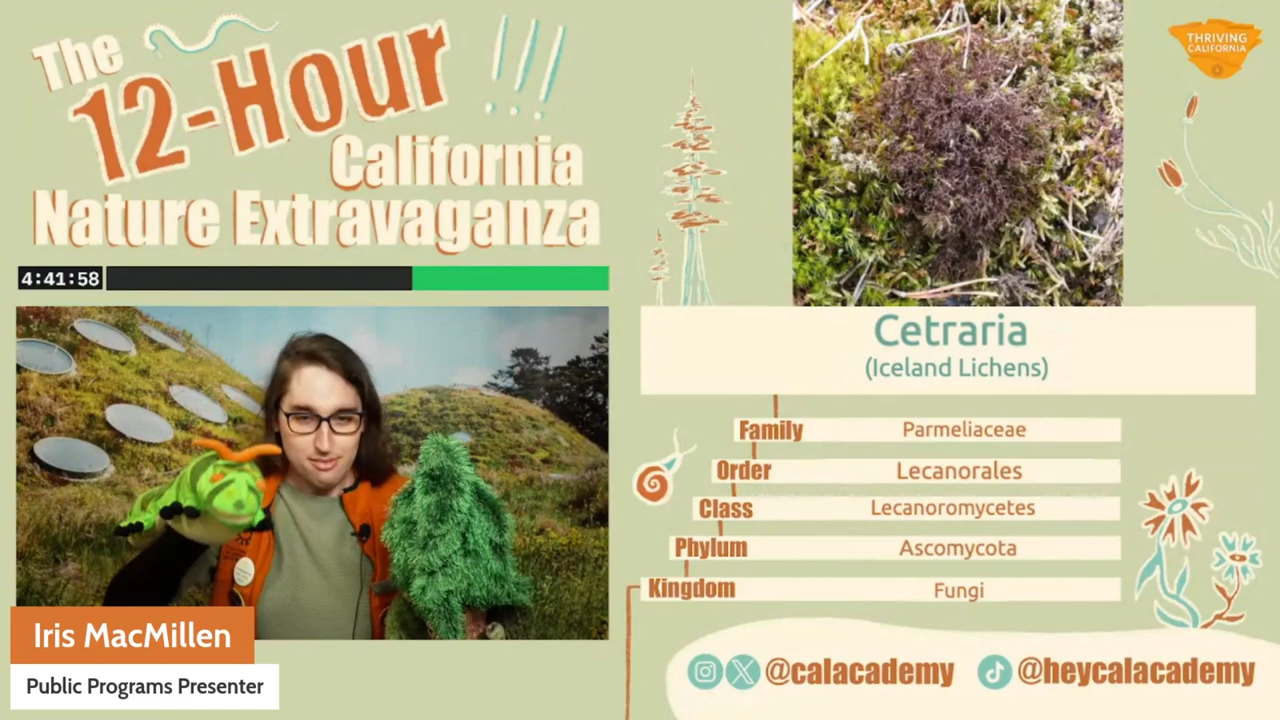 The
12-Hour !!!
California
Nature Extravaganza
4:41:58
THRIVING
CALIFORNIA
Cetraria
(Iceland Lichens)
Family Parmeliaceae
Order Lecanorales
Class Lecanoromycetes
Phylum Ascomycota
Kingdom Fungi
Iris MacMillen
Public Programs Presenter
@calacademy @heycalacademy